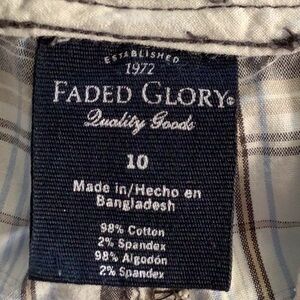 ESTABLISHED
1972
FADED GLORY®
Quality Goods
10
Made in/Hecho en
Bangladesh
98% Cotton
2% Spandex
98% Algodón
2% Spandex